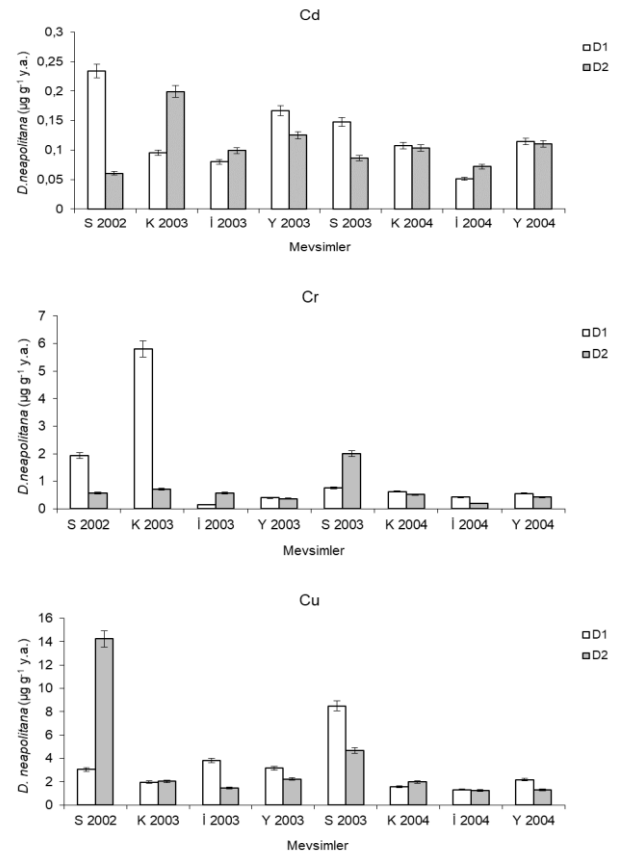 Cd
D.neapolitana (µg g⁻¹ y.a.)
0,3
0,25
0,2
0,15
0,1
0,05
0
S 2002 K 2003 İ 2003 Y 2003 S 2003 K 2004 İ 2004 Y 2004
Mevsimler
D1
D2
Cr
D.neapolitana (µg g⁻¹ y.a.)
7
6
5
4
3
2
1
0
S 2002 K 2003 İ 2003 Y 2003 S 2003 K 2004 İ 2004 Y 2004
Mevsimler
D1
D2
Cu
D. neapolitana (µg g⁻¹ y.a.)
16
14
12
10
8
6
4
2
0
S 2002 K 2003 İ 2003 Y 2003 S 2003 K 2004 İ 2004 Y 2004
Mevsimler
D1
D2